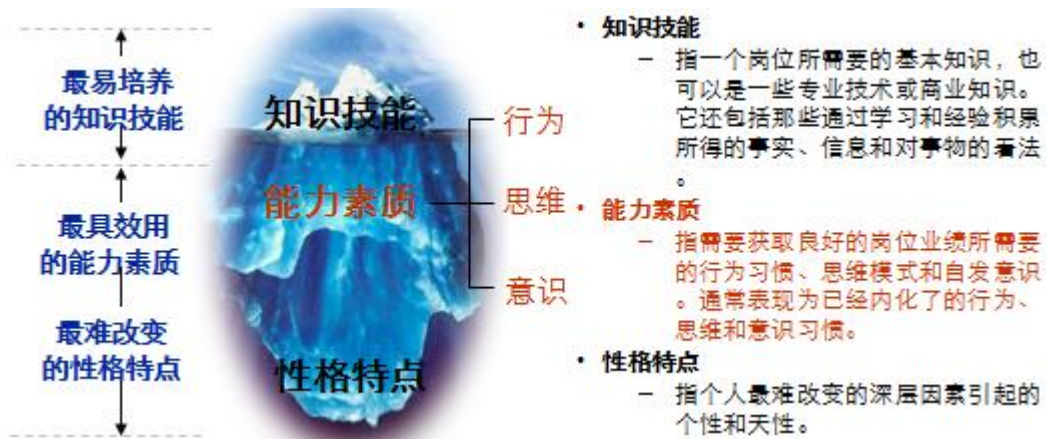 最易培养
的知识技能
最具效用
的能力素质
最难改变
的性格特点
知识技能
能力素质
性格特点
行为
思维
意识
• 知识技能
– 指一个岗位所需要的基本知识，也
可以是一些专业技术或商业知识。
它还包括那些通过学习和经验积累
所得的事实、信息和对事物的看法
。
• 能力素质
– 指需要获取良好的岗位业绩所需要
的行为习惯、思维模式和自发意识
。通常表现为已经内化了的行为、
思维和意识习惯。
• 性格特点
– 指个人最难改变的深层因素引起的
个性和天性。